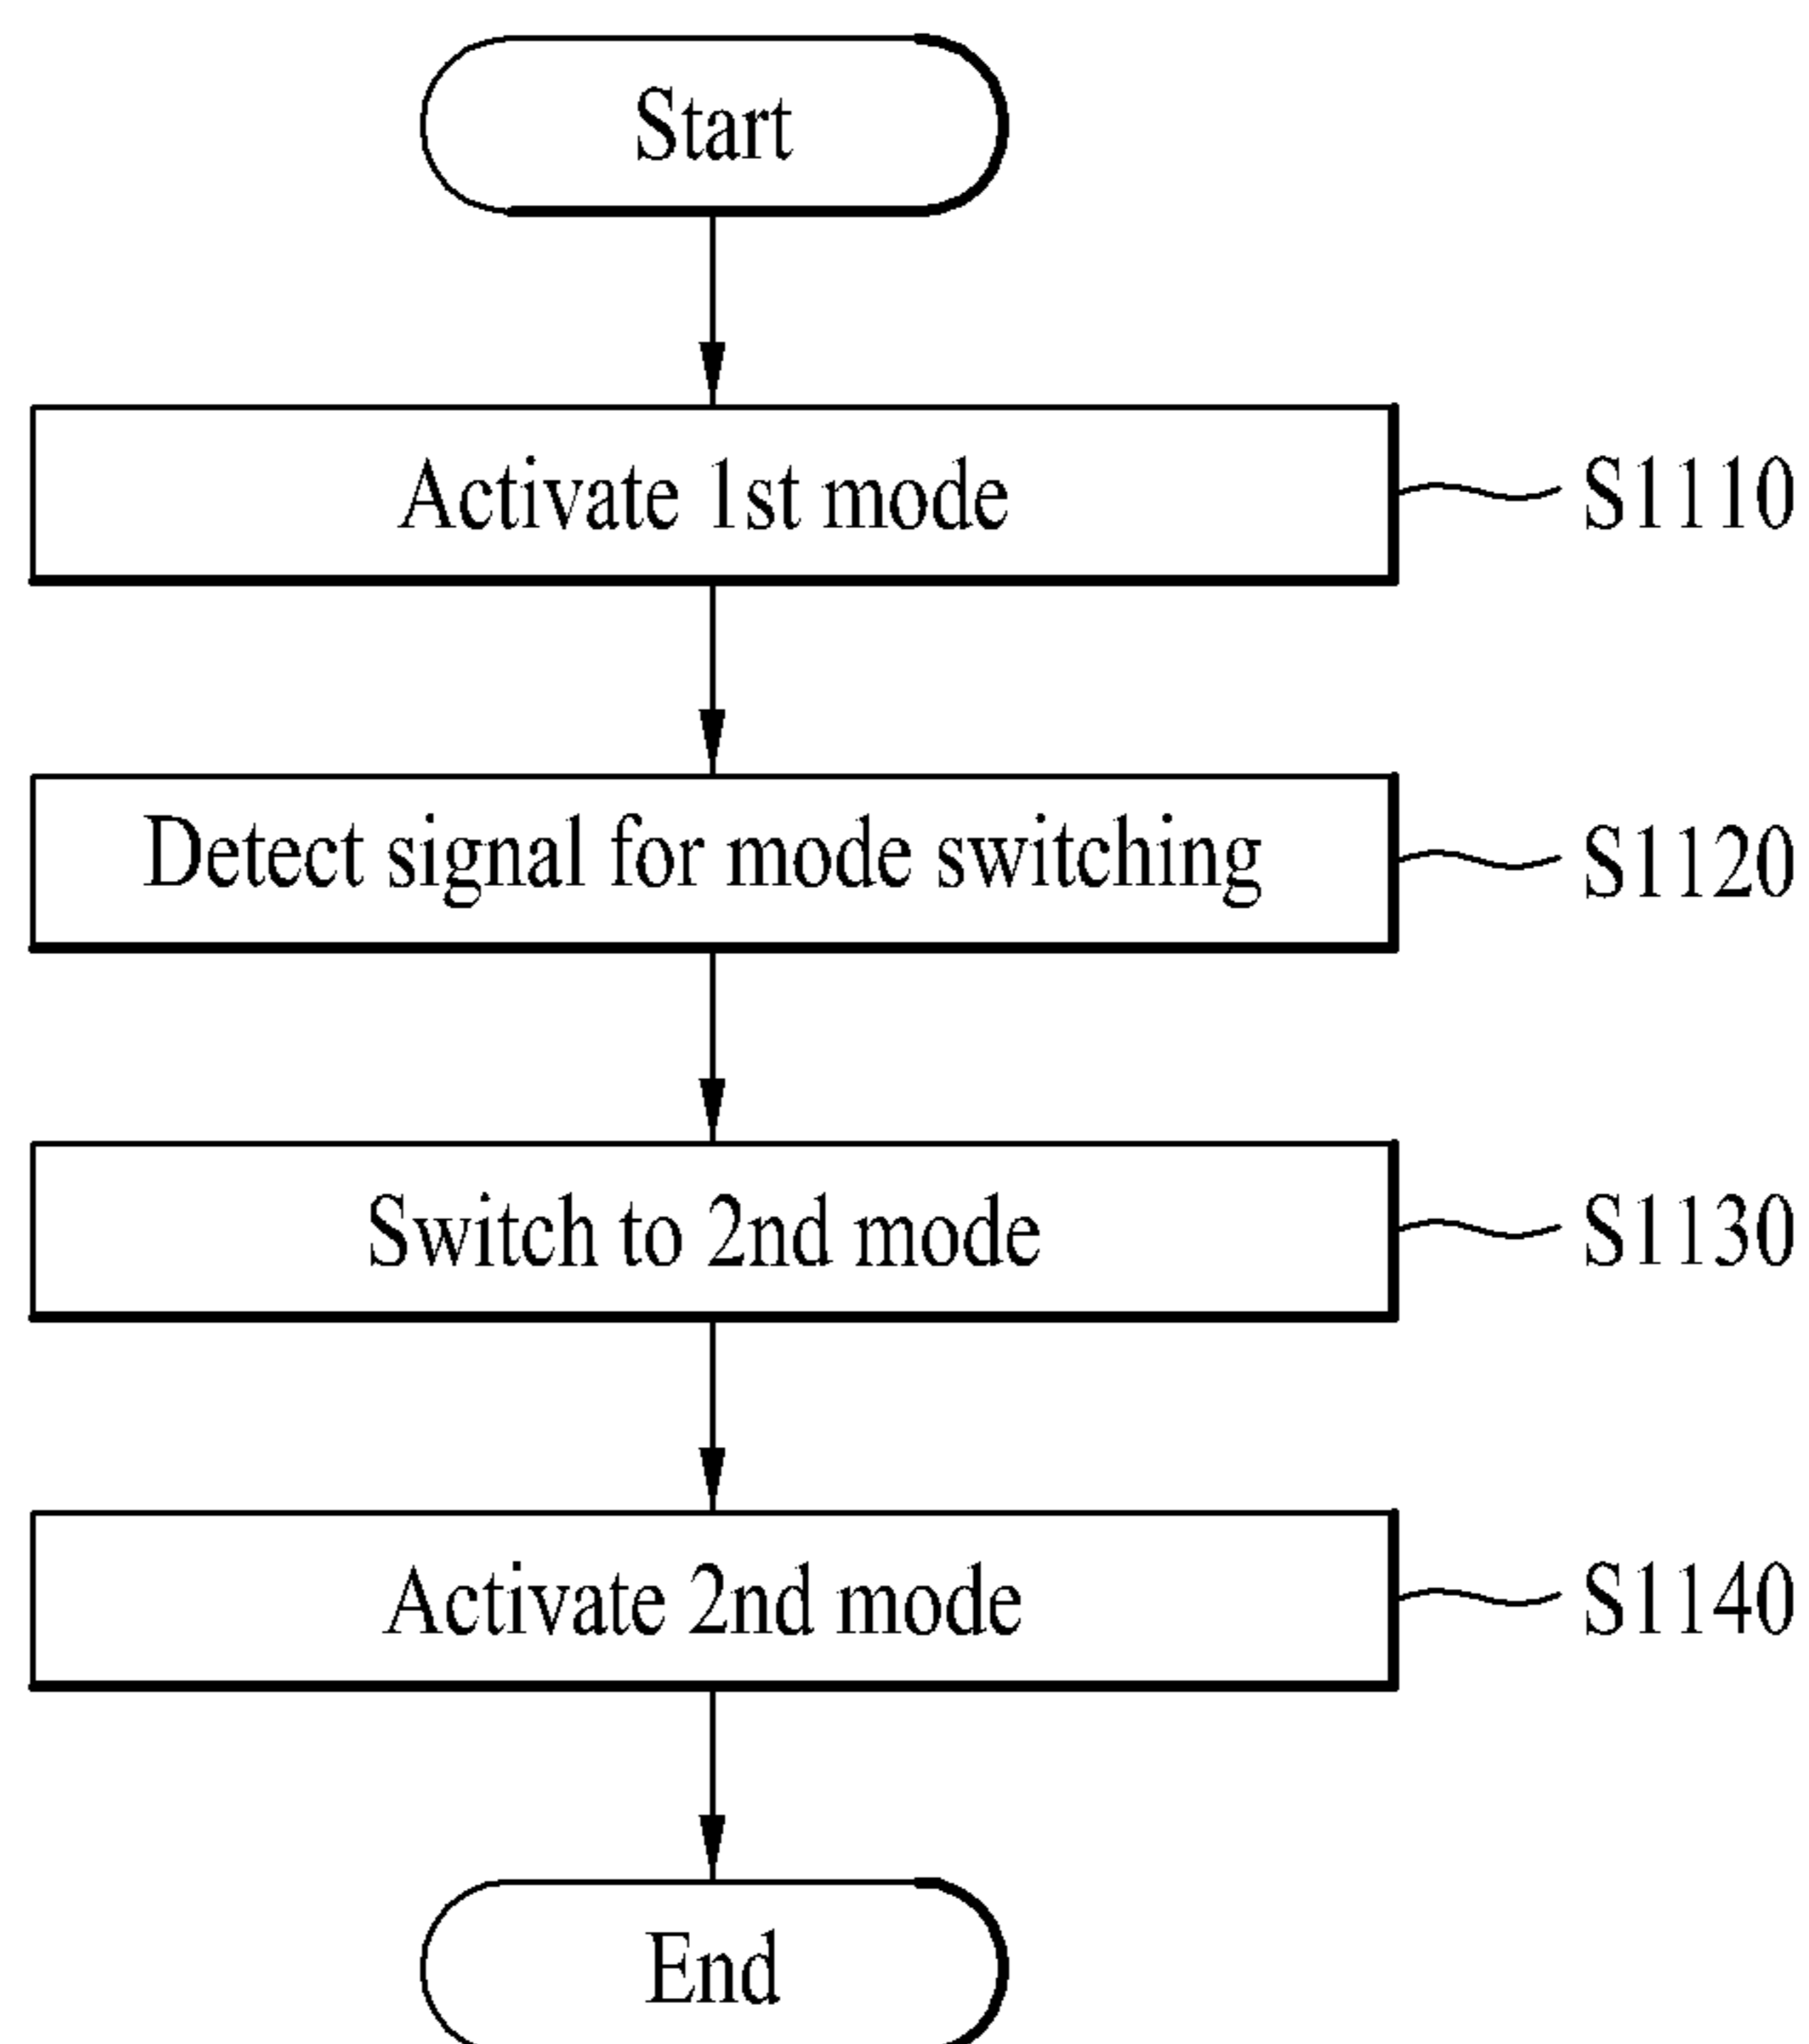 Start
Activate 1st mode
S1110
Detect signal for mode switching
S1120
Switch to 2nd mode
S1130
Activate 2nd mode
S1140
End